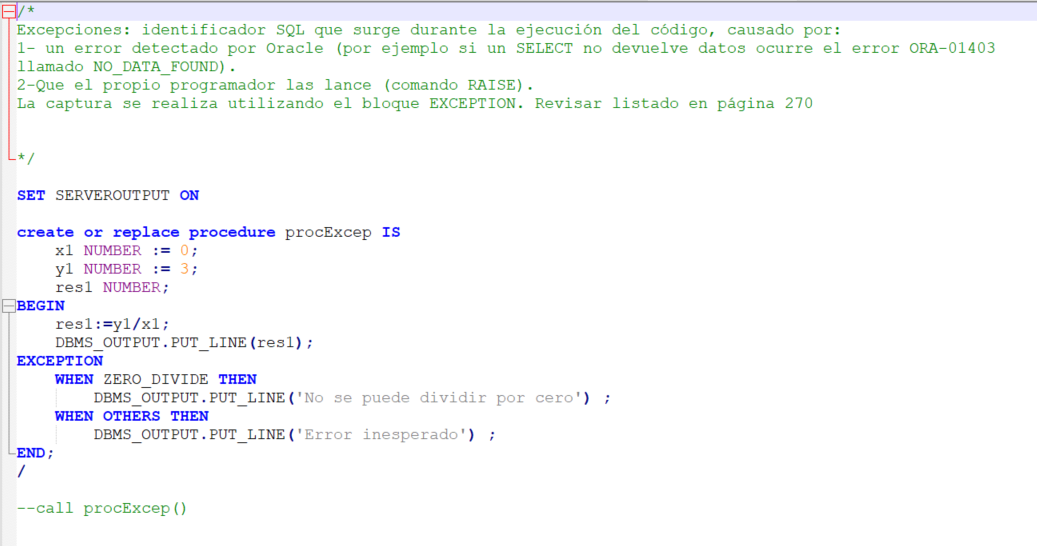 /*
Excepciones: identificador SQL que surge durante la ejecución del código, causado por:
1- un error detectado por Oracle (por ejemplo si un SELECT no devuelve datos ocurre el error ORA-01403
llamado NO_DATA_FOUND).
2-Que el propio programador las lance (comando RAISE).
La captura se realiza utilizando el bloque EXCEPTION. Revisar listado en página 270
*/
SET SERVEROUTPUT ON
create or replace procedure procExcep IS
x1 NUMBER := 0;
y1 NUMBER := 3;
res1 NUMBER;
BEGIN
res1:=y1/x1;
DBMS_OUTPUT.PUT_LINE(res1);
EXCEPTION
WHEN ZERO_DIVIDE THEN
DBMS_OUTPUT.PUT_LINE('No se puede dividir por cero') ;
WHEN OTHERS THEN
DBMS_OUTPUT.PUT_LINE('Error inesperado') ;
END;
/
--call procExcep()